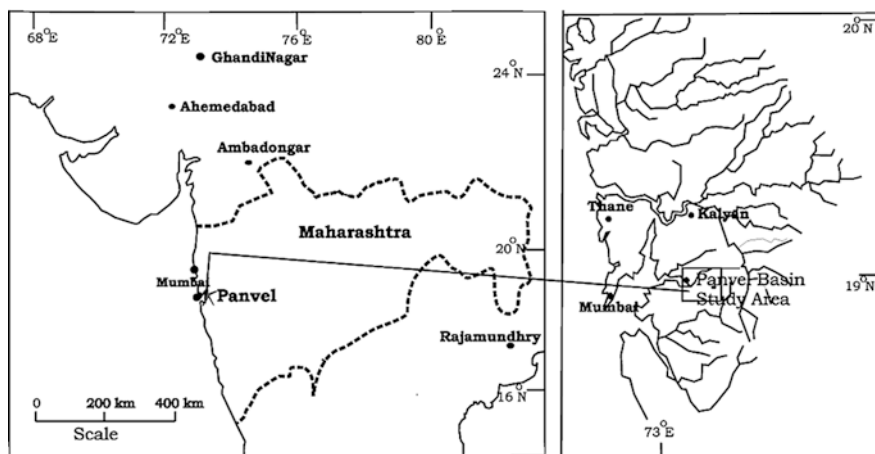 68°E
72°E
76°E
80°E
GhandiNagar
24°N
Ahemedabad
Ambadongar
Maharashtra
20°N
Mumbai
Panvel
Rajamundhry
16°N
0 200 km 400 km
Scale
20°N
Thane
Kalyan
Panvel Basin
Study Area
19°N
Mumbai
73°E